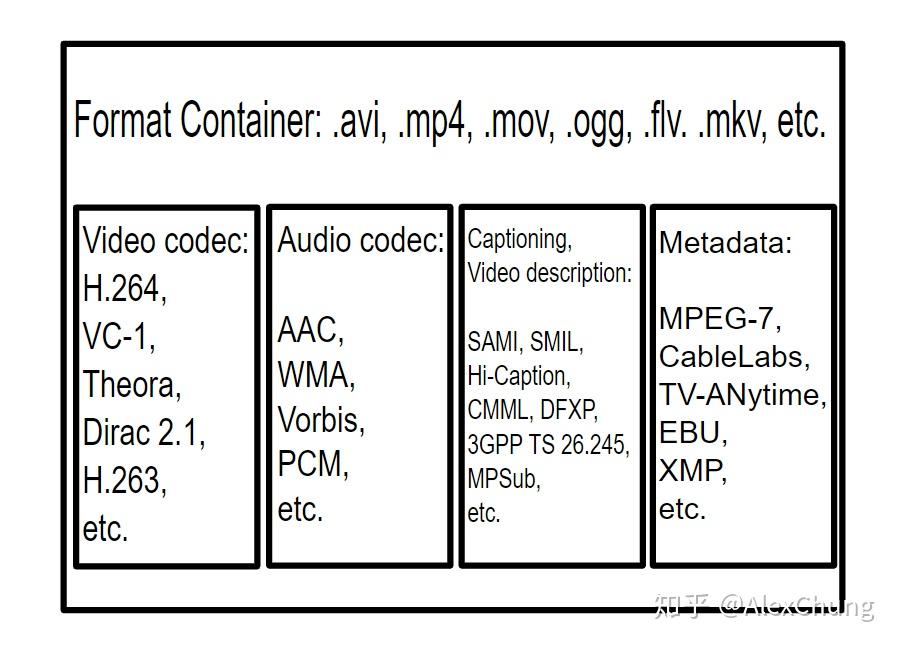 Format Container: .avi, .mp4, .mov, .ogg, .flv. .mkv, etc.
Video codec:
H.264,
VC-1,
Theora,
Dirac 2.1,
H.263,
etc.
Audio codec:
AAC,
WMA,
Vorbis,
PCM,
etc.
Captioning,
Video description:
SAMI, SMIL,
Hi-Caption,
CMML, DFXP,
3GPP TS 26.245,
MPSub,
etc.
Metadata:
MPEG-7,
CableLabs,
TV-ANytime,
EBU,
XMP,
etc.
知乎 @AlexChung